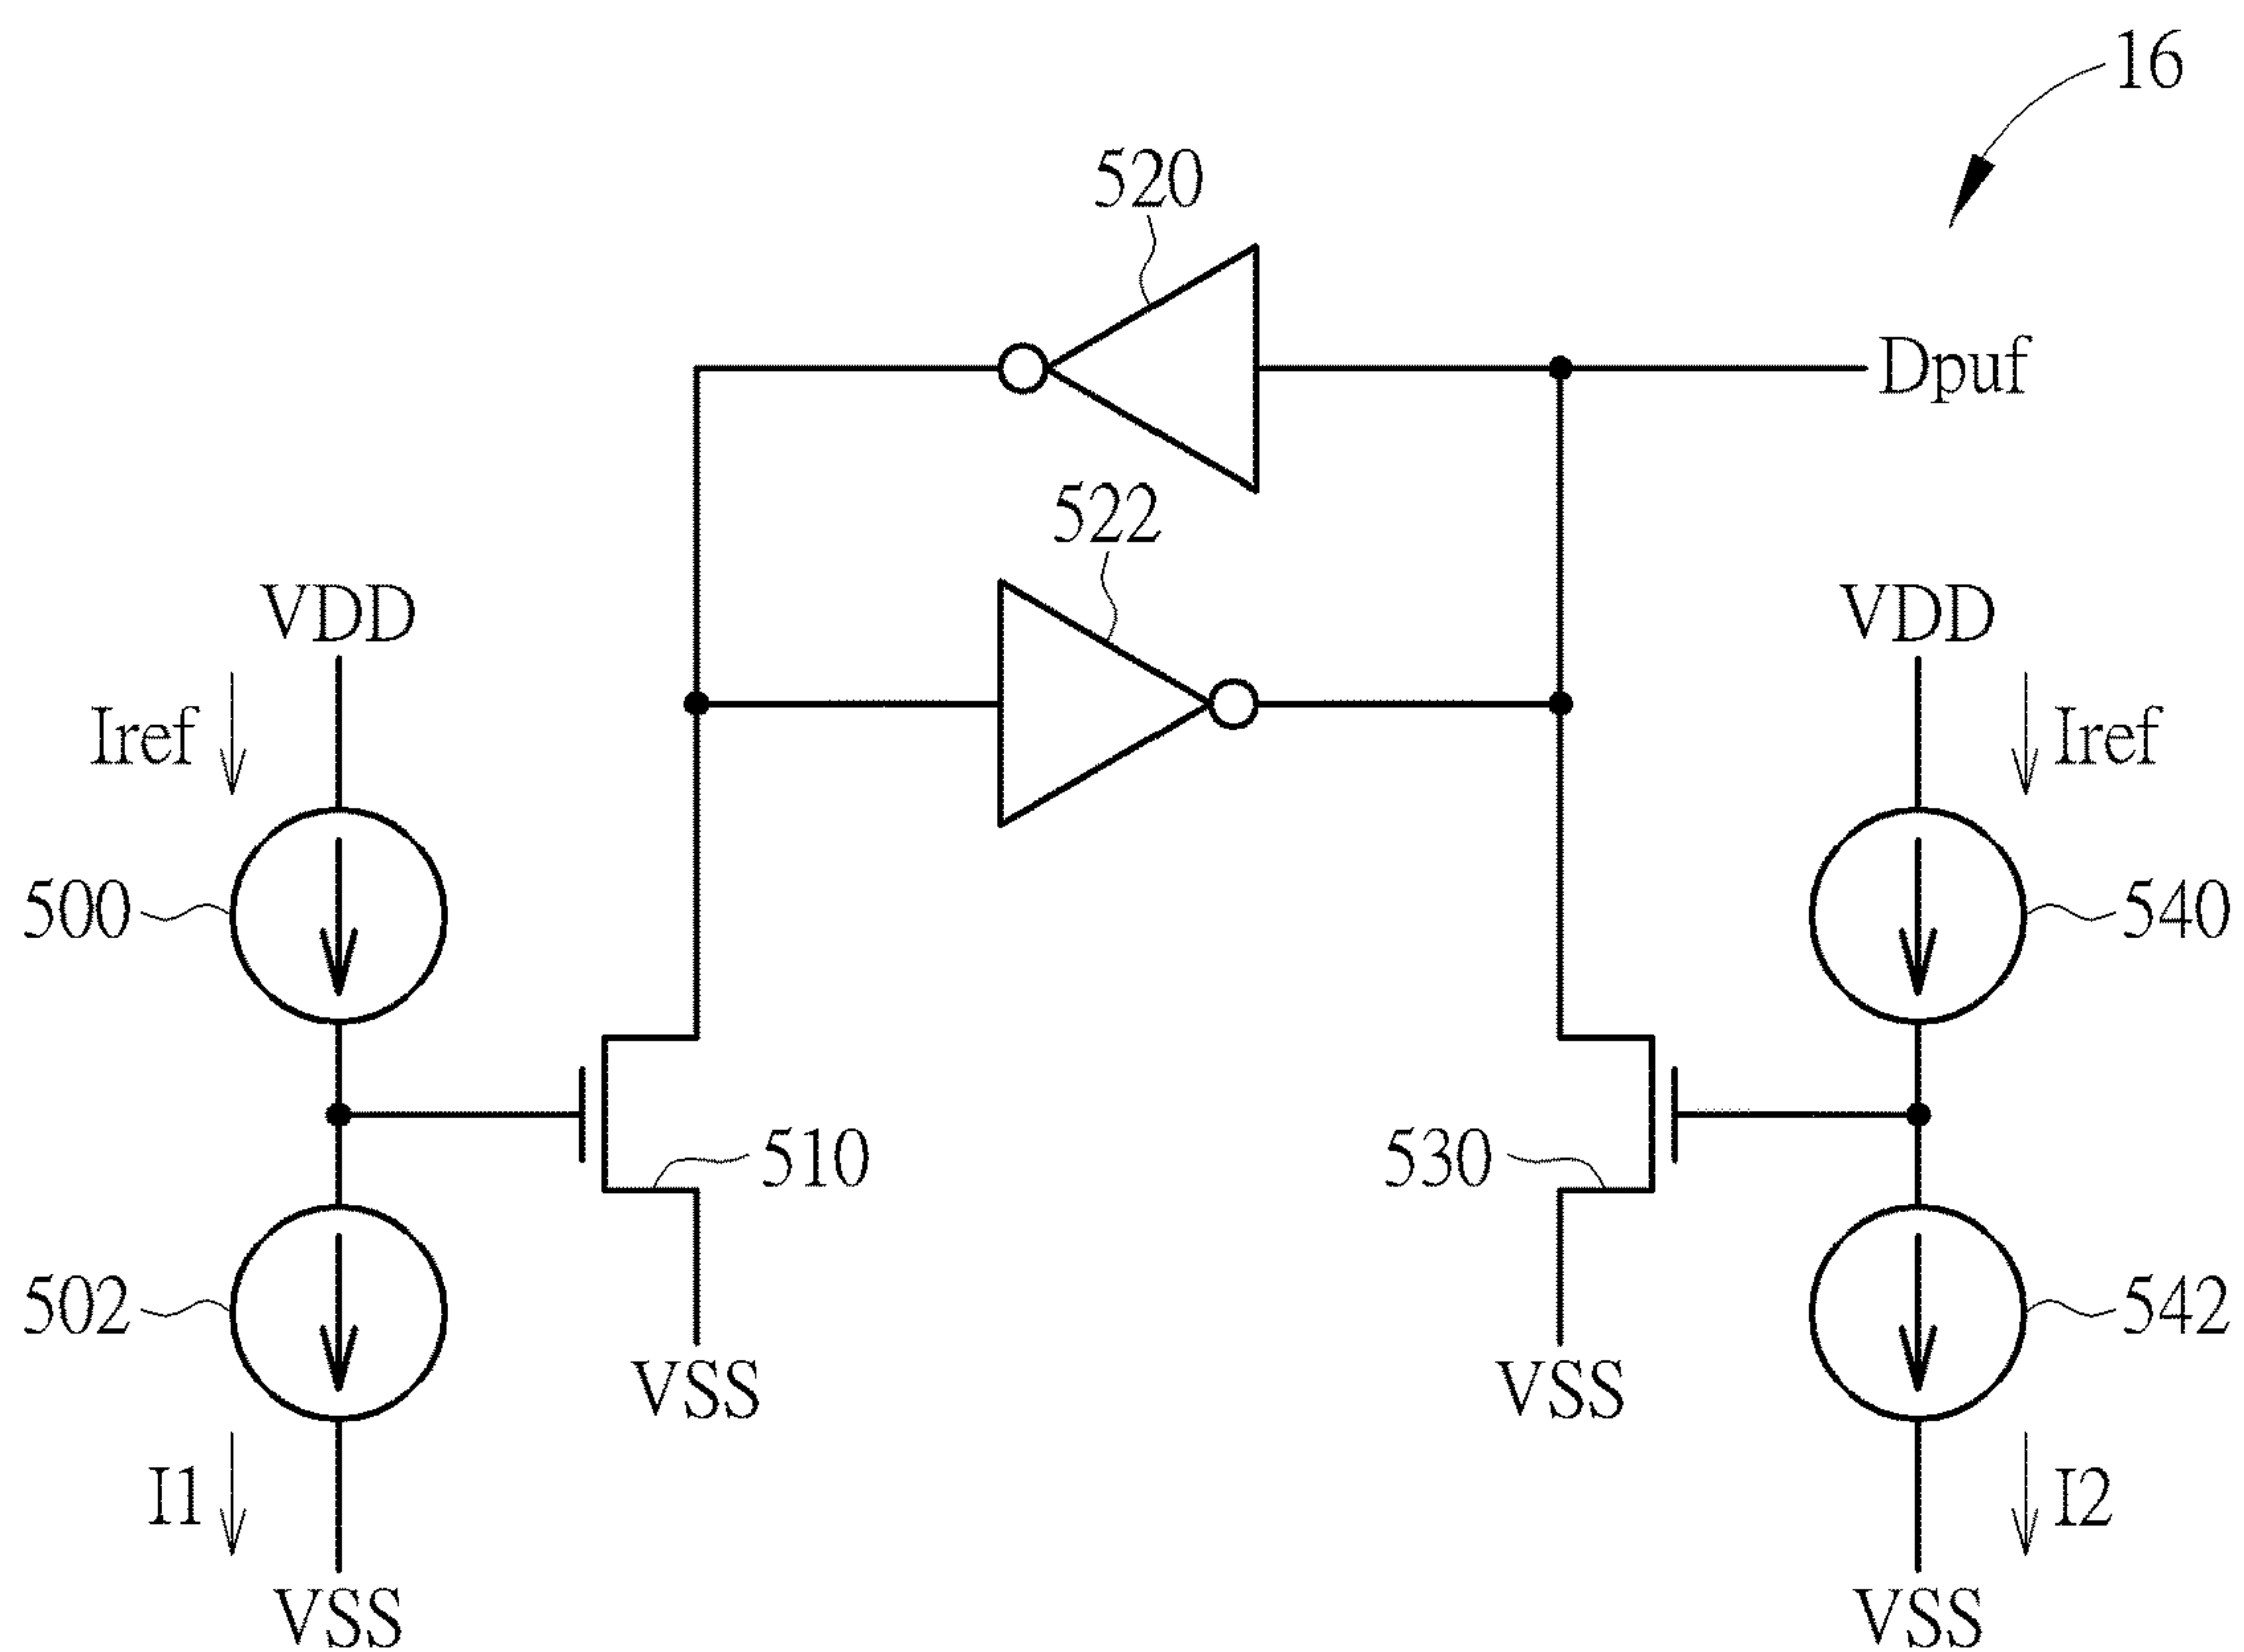 16
520
Dpuf
522
VDD
VDD
Iref
Iref
500
540
510
530
502
542
VSS
VSS
I1
I2
VSS
VSS